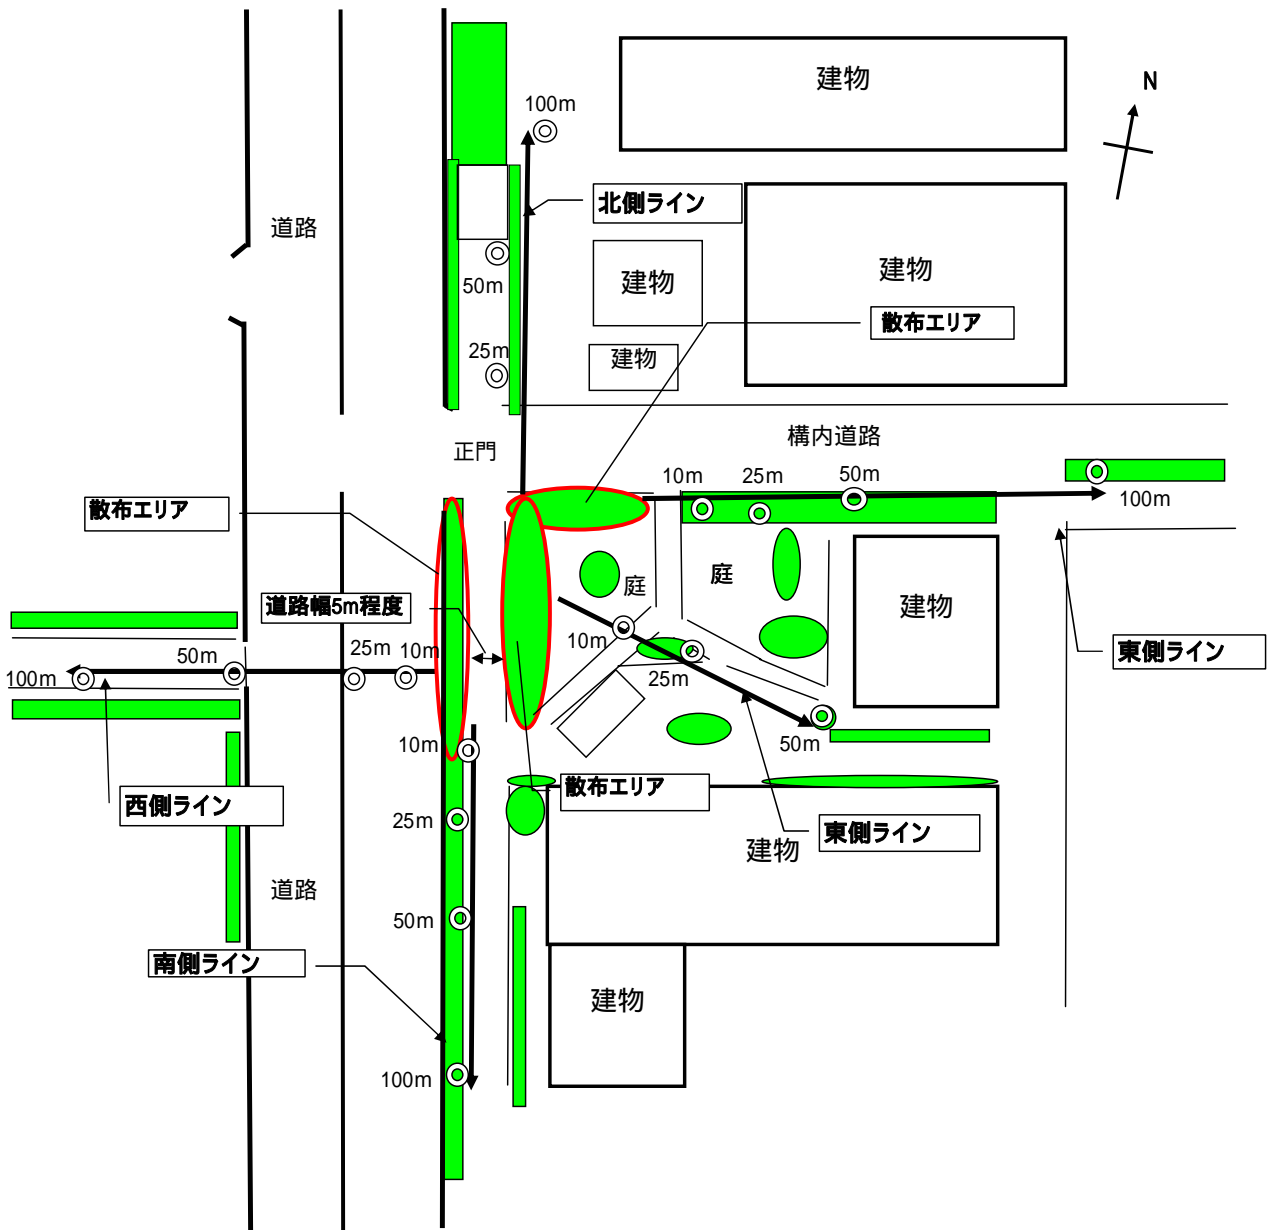 建物
N
100m
北側ライン
道路
建物
建物
50m
散布エリア
25m
建物
構内道路
正門
10m
25m
50m
100m
散布エリア
庭
庭
道路幅5m程度
建物
10m
東側ライン
50m
25m
10m
100m
25m
10m
50m
西側ライン
散布エリア
25m
東側ライン
建物
道路
50m
南側ライン
建物
100m